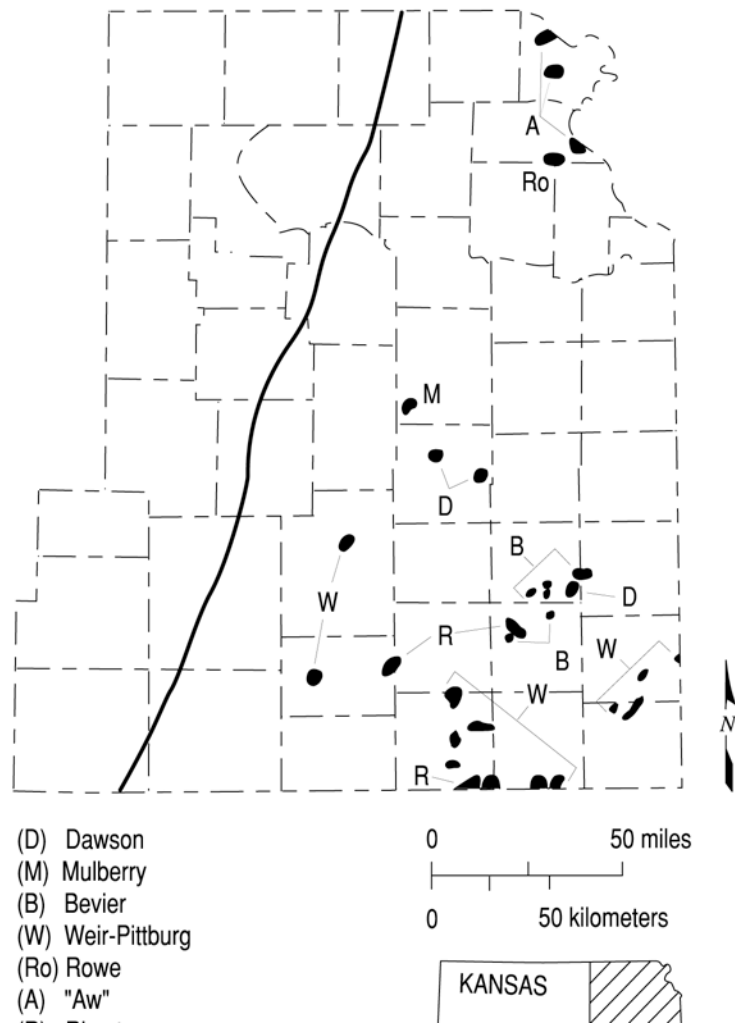 A
Ro
M
D
B
W
D
R
B
W
W
R
N
(D) Dawson
(M) Mulberry
(B) Bevier
(W) Weir-Pittburg
(Ro) Rowe
(A) "Aw"
0 50 miles
0 50 kilometers
KANSAS